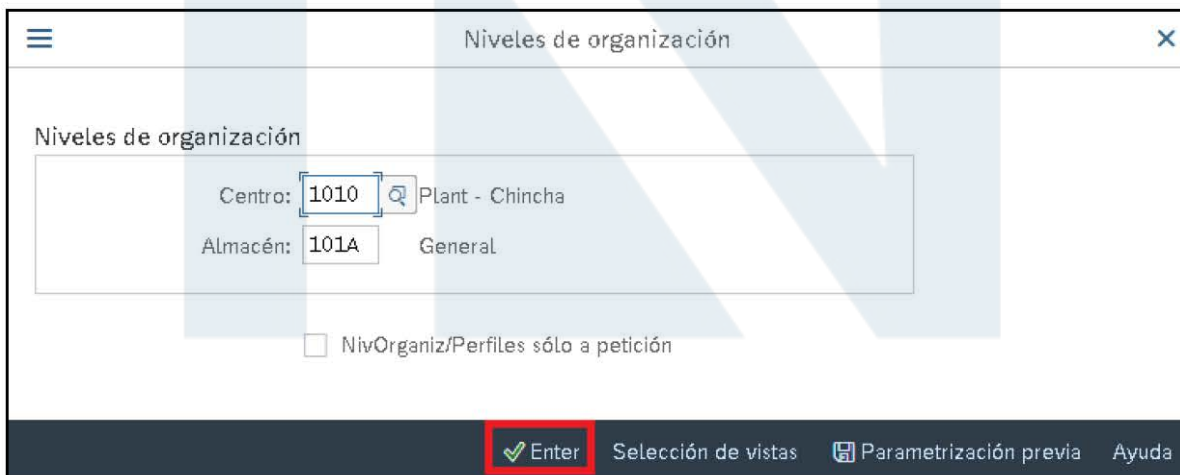 Niveles de organización
Niveles de organización
Centro: 1010 Plant - Chincha
Almacén: 101A General
NivOrganiz/Perfiles sólo a petición
Enter Selección de vistas Parametrización previa Ayuda